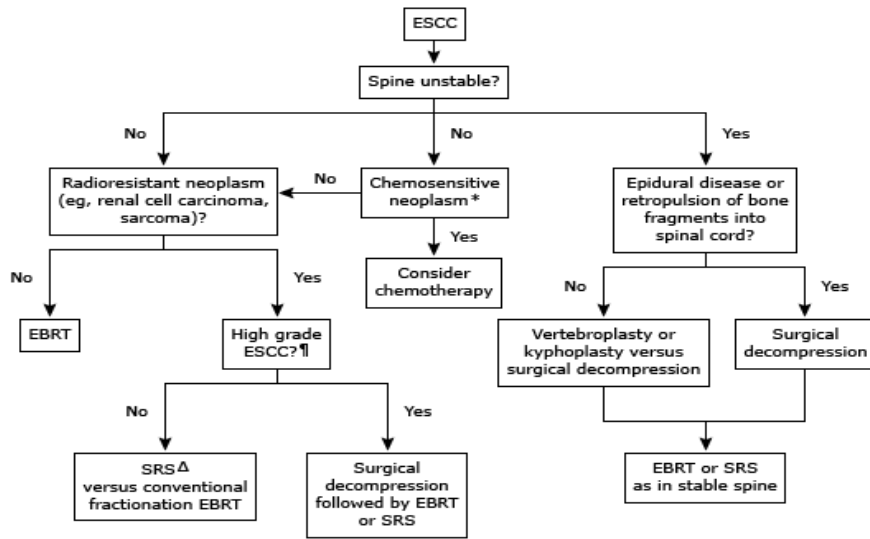 ESCC
Spine unstable?
No
No
Yes
Radioresistant neoplasm
(eg, renal cell carcinoma,
sarcoma)?
No
Chemosensitive
neoplasm*
Epidural disease or
retropulsion of bone
fragments into
spinal cord?
No
Yes
Yes
No
Yes
EBRT
High grade
ESCC?¶
Consider
chemotherapy
Vertebroplasty or
kyphoplasty versus
surgical decompression
Surgical
decompression
No
Yes
SRSΔ
versus conventional
fractionation EBRT
Surgical
decompression
followed by EBRT
or SRS
EBRT or SRS
as in stable spine